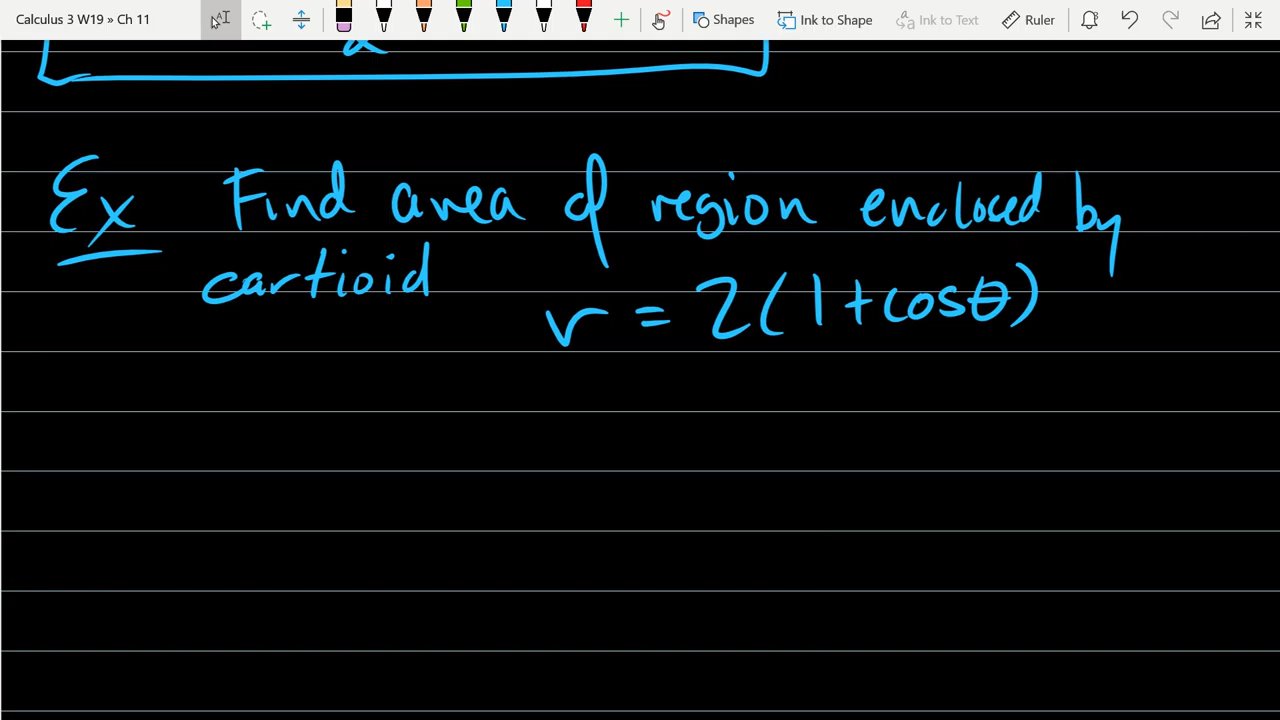 Calculus 3 W19 » Ch 11
Shapes Ink to Shape Ink to Text Ruler
Ex Find area of region enclosed by
cartioid r = 2(1+cosθ)